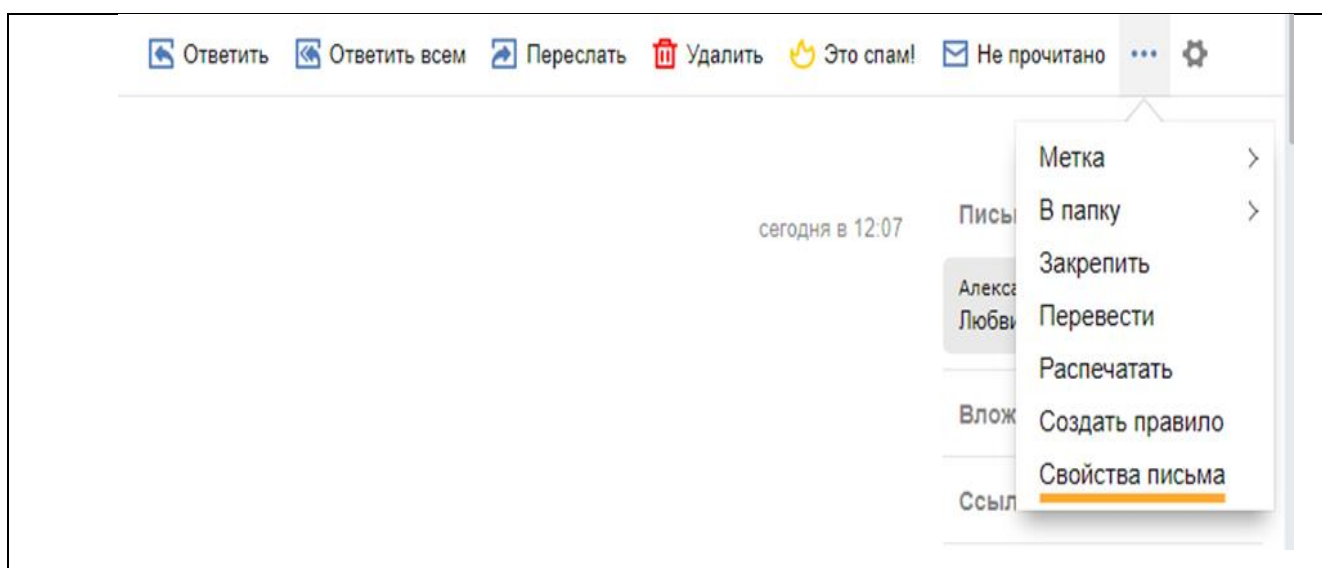 Ответить Ответить всем Переслать Удалить Это спам! Не прочитано ...
Метка
сегодня в 12:07
В папку
Закрепить
Перевести
Распечатать
Создать правило
Свойства письма